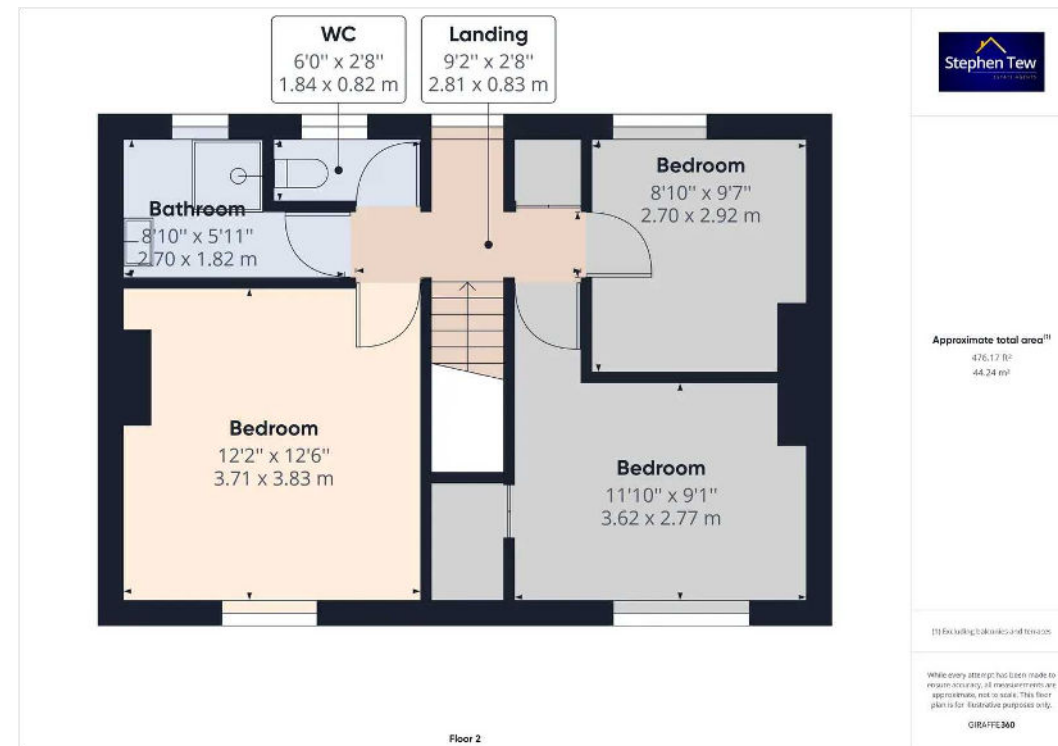 WC
6'0" x 2'8"
1.84 x 0.82 m
Landing
9'2" x 2'8"
2.81 x 0.83 m
Bathroom
8'10" x 5'11"
2.70 x 1.82 m
Bedroom
8'10" x 9'7"
2.70 x 2.92 m
Bedroom
12'2" x 12'6"
3.71 x 3.83 m
Bedroom
11'10" x 9'1"
3.62 x 2.77 m
Floor 2
Stephen Tew
ESTATE AGENTS
Approximate total area(1)
476.17 ft²
44.24 m²
(1) Excluding balconies and terraces
While every attempt has been made to
ensure accuracy, all measurements are
approximate, not to scale. This floor
plan is for illustrative purposes only.
GIRAFFE360